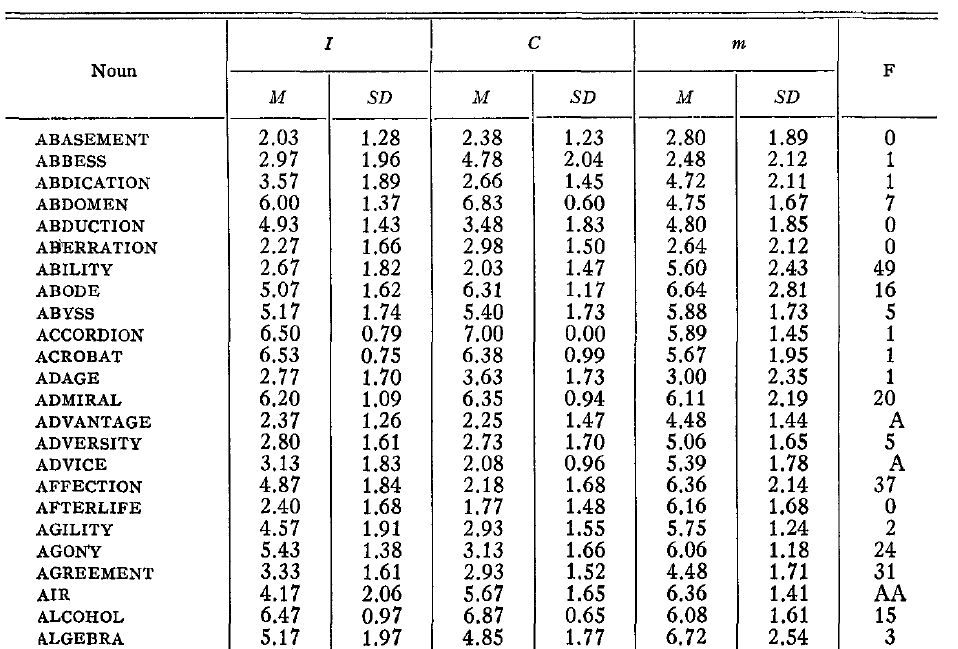 Noun I C m F
M SD M SD M SD
ABASEMENT 2.03 1.28 2.38 1.23 2.80 1.89 0
ABBESS 2.97 1.96 4.78 2.04 2.48 2.12 1
ABDICATION 3.57 1.89 2.66 1.45 4.72 2.11 1
ABDOMEN 6.00 1.37 6.83 0.60 4.75 1.67 7
ABDUCTION 4.93 1.43 3.48 1.83 4.80 1.85 0
ABERRATION 2.27 1.66 2.98 1.50 2.64 2.12 0
ABILITY 2.67 1.82 2.03 1.47 5.60 2.43 49
ABODE 5.07 1.62 6.31 1.17 6.64 2.81 16
ABYSS 5.17 1.74 5.40 1.73 5.88 1.73 5
ACCORDION 6.50 0.79 7.00 0.00 5.89 1.45 1
ACROBAT 6.53 0.75 6.38 0.99 5.67 1.95 1
ADAGE 2.77 1.70 3.63 1.73 3.00 2.35 1
ADMIRAL 6.20 1.09 6.35 0.94 6.11 2.19 20
ADVANTAGE 2.37 1.26 2.25 1.47 4.48 1.44 A
ADVERSITY 2.80 1.61 2.73 1.70 5.06 1.65 5
ADVICE 3.13 1.83 2.08 0.96 5.39 1.78 A
AFFECTION 4.87 1.84 2.18 1.68 6.36 2.14 37
AFTERLIFE 2.40 1.68 1.77 1.48 6.16 1.68 0
AGILITY 4.57 1.91 2.93 1.55 5.75 1.24 2
AGONY 5.43 1.38 3.13 1.66 6.06 1.18 24
AGREEMENT 3.33 1.61 2.93 1.52 4.48 1.71 31
AIR 4.17 2.06 5.67 1.65 6.36 1.41 AA
ALCOHOL 6.47 0.97 6.87 0.65 6.08 1.61 15
ALGEBRA 5.17 1.97 4.85 1.77 6.72 2.54 3